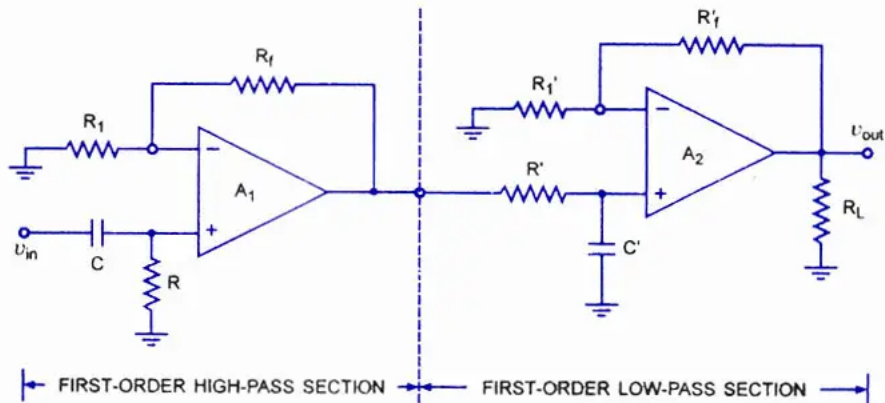 R'f
Rf
R1'
R1
vout
A2
R'
A1
RL
vin
C
C'
R
FIRST-ORDER HIGH-PASS SECTION
FIRST-ORDER LOW-PASS SECTION